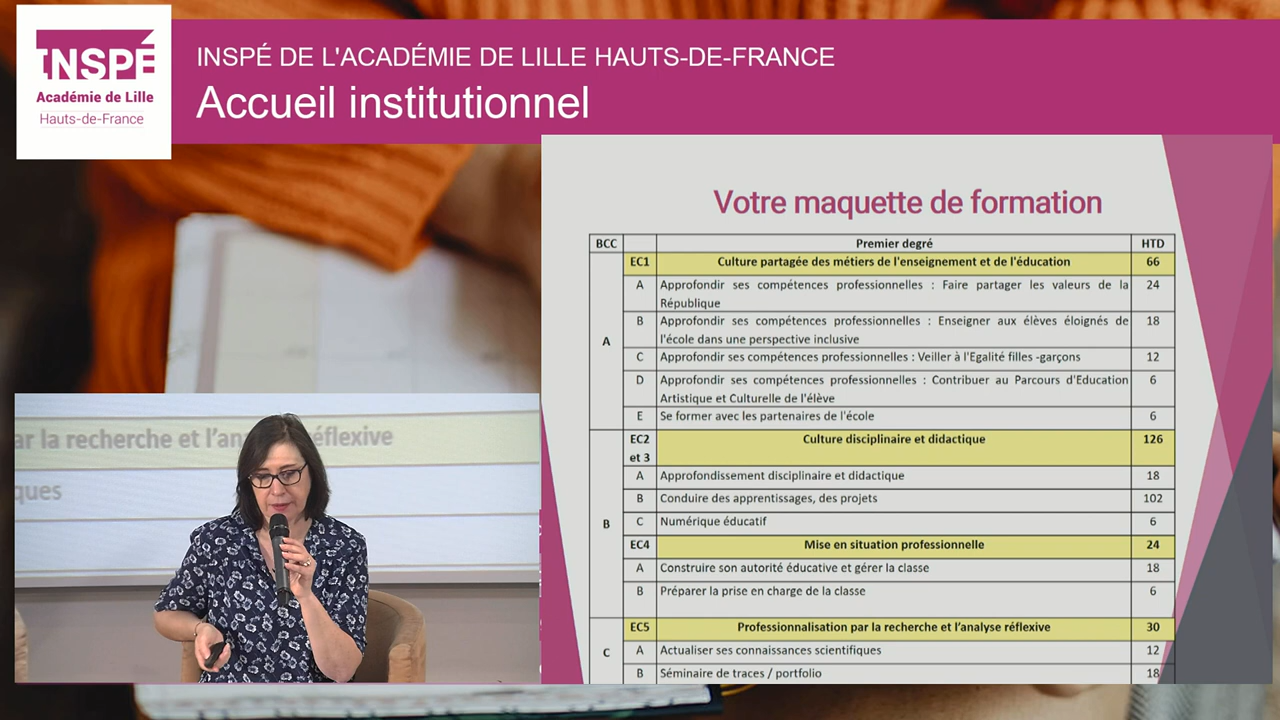 INSPÉ
Académie de Lille
Hauts-de-France
INSPÉ DE L'ACADÉMIE DE LILLE HAUTS-DE-FRANCE
Accueil institutionnel
Votre maquette de formation
BCC Premier degré HTD
EC1 Culture partagée des métiers de l'enseignement et de l'éducation 66
A Approfondir ses compétences professionnelles : Faire partager les valeurs de la 24
République
B Approfondir ses compétences professionnelles : Enseigner aux élèves éloignés de 18
l'école dans une perspective inclusive
A
C Approfondir ses compétences professionnelles : Veiller à l'Egalité filles -garçons 12
D Approfondir ses compétences professionnelles : Contribuer au Parcours d'Education 6
Artistique et Culturelle de l'élève
E Se former avec les partenaires de l'école 6
EC2 Culture disciplinaire et didactique 126
et 3
A Approfondissement disciplinaire et didactique 18
B Conduire des apprentissages, des projets 102
B
C Numérique éducatif 6
EC4 Mise en situation professionnelle 24
A Construire son autorité éducative et gérer la classe 18
B Préparer la prise en charge de la classe 6
EC5 Professionnalisation par la recherche et l'analyse réflexive 30
C
A Actualiser ses connaissances scientifiques 12
B Séminaire de traces / portfolio 18
ar la recherche et l'ana éflexive
ques